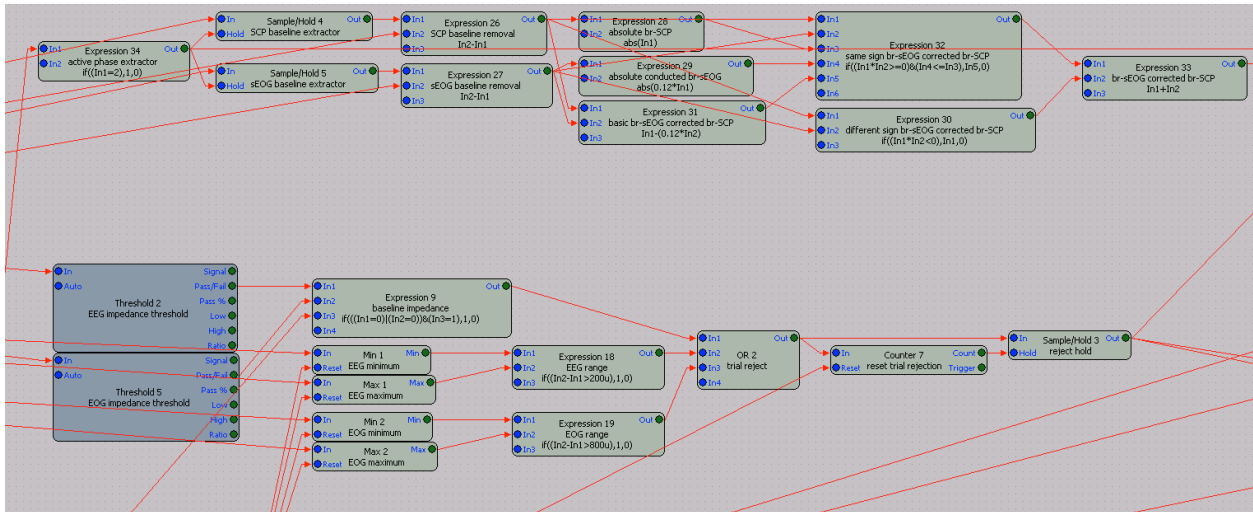 In Sample/Hold 4 Out
Hold SCP baseline extractor
In1 Expression 26 Out
In2 SCP baseline removal
In3 In2-In1
In1 Expression 28 Out
In2 absolute br-SCP
In3 abs(In1)
In1 Out
In2
In3 Expression 32
same sign br-sEOG corrected br-SCP
In4 if((In1*In2>=0)&(In4<=In3),In5,0)
In5
In6
In1 Expression 34 Out
In2 active phase extractor
if((In1=2),1,0)
In Sample/Hold 5 Out
Hold sEOG baseline extractor
In1 Expression 27 Out
In2 sEOG baseline removal
In3 In2-In1
In1 Expression 29 Out
In2 absolute conducted br-sEOG
In3 abs(0.12*In1)
In1 Expression 33 Out
In2 br-sEOG corrected br-SCP
In3 In1+In2
In1 Expression 31 Out
In2 basic br-sEOG corrected br-SCP
In3 In1-(0.12*In2)
In1 Expression 30 Out
In2 different sign br-sEOG corrected br-SCP
In3 if((In1*In2<0),In1,0)
In Signal
Auto Pass/Fail
Threshold 2 Pass %
EEG impedance threshold Low
High
Ratio
In1 Out
In2 Expression 9
baseline impedance
In3 if(((In1=0)|(In2=0))&(In3=1),1,0)
In4
In Signal
Auto Pass/Fail
Threshold 5 Pass %
EOG impedance threshold Low
High
Ratio
In Min 1 Min
Reset EEG minimum
In Max 1 Max
Reset EEG maximum
In1 Expression 18 Out
In2 EEG range
In3 if((In2-In1>200u),1,0)
In Min 2 Min
Reset EOG minimum
In Max 2 Max
Reset EOG maximum
In1 Expression 19 Out
In2 EOG range
In3 if((In2-In1>800u),1,0)
In1 Out
In2 OR 2
In3 trial reject
In4
In Counter 7 Count
Reset reset trial rejection Trigger
In Sample/Hold 3 Out
Hold reject hold